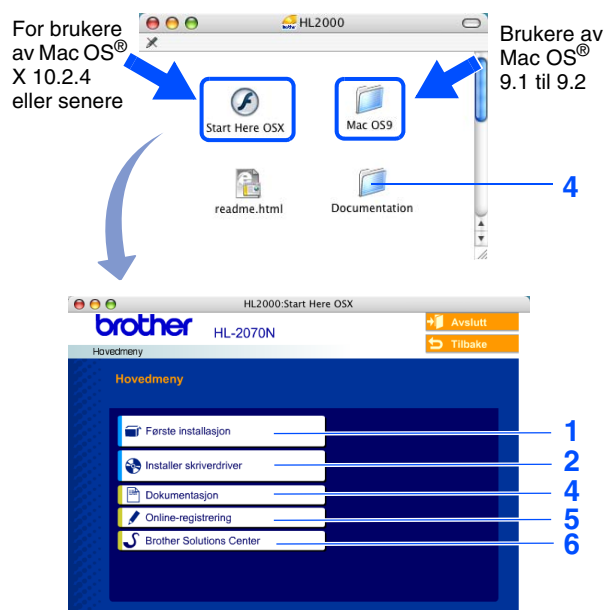 For brukere
av Mac OS®
X 10.2.4
eller senere
HL2000
Brukere av
Mac OS®
9.1 til 9.2
Start Here OSX
Mac OS9
readme.html
Documentation
4
HL2000:Start Here OSX
brother
HL-2070N
Avslutt
Tilbake
Hovedmeny
Hovedmeny
Første installasjon
1
Installer skriverdriver
2
Dokumentasjon
4
Online-registrering
5
Brother Solutions Center
6